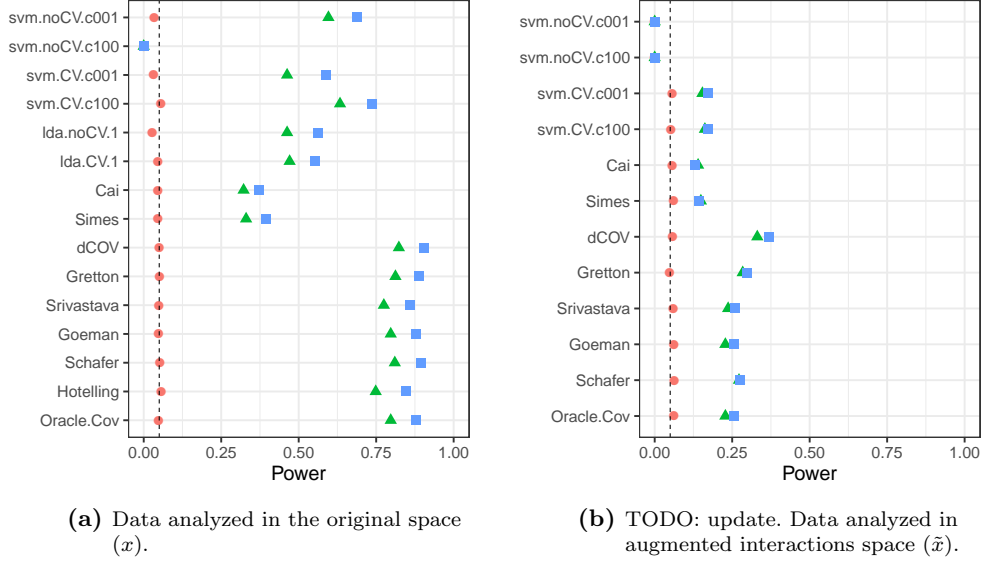 svm.noCV.c001
svm.noCV.c100
svm.CV.c001
svm.CV.c100
lda.noCV.1
lda.CV.1
Cai
Simes
dCOV
Gretton
Srivastava
Goeman
Schafer
Hotelling
Oracle.Cov
0.00 0.25 0.50 0.75 1.00
Power
(a) Data analyzed in the original space
(x).
svm.noCV.c001
svm.noCV.c100
svm.CV.c001
svm.CV.c100
Cai
Simes
dCOV
Gretton
Srivastava
Goeman
Schafer
Oracle.Cov
0.00 0.25 0.50 0.75 1.00
Power
(b) TODO: update. Data analyzed in
augmented interactions space (x̃).